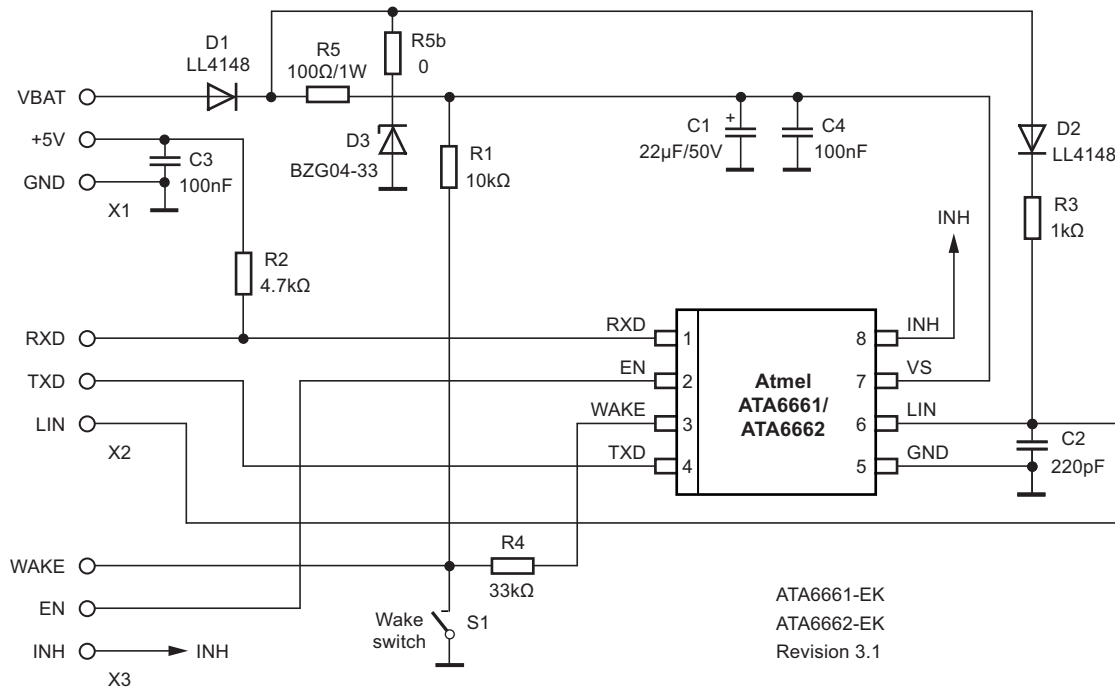 D1
LL4148
R5
100Ω/1W
R5b
0
VBAT
+5V
GND
X1
C3
100nF
D3
BZG04-33
R1
10kΩ
C1
+
22μF/50V
C4
100nF
D2
LL4148
R3
1kΩ
INH
R2
4.7kΩ
RXD
TXD
LIN
X2
RXD
EN
WAKE
TXD
1
2
3
4
Atmel
ATA6661/
ATA6662
8
7
6
5
INH
VS
LIN
GND
C2
220pF
WAKE
EN
INH
INH
X3
R4
33kΩ
Wake
switch
S1
ATA6661-EK
ATA6662-EK
Revision 3.1